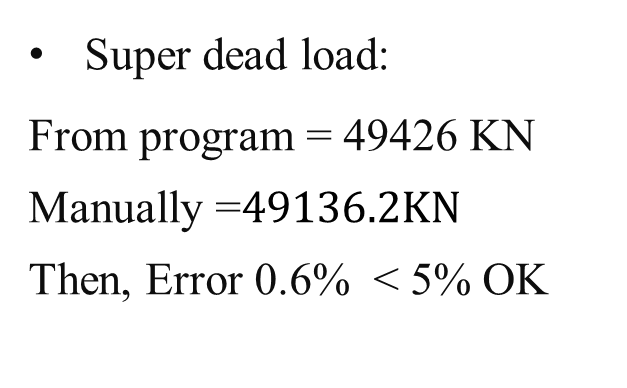 • Super dead load:
From program = 49426 KN
Manually =49136.2KN
Then, Error 0.6% < 5% OK